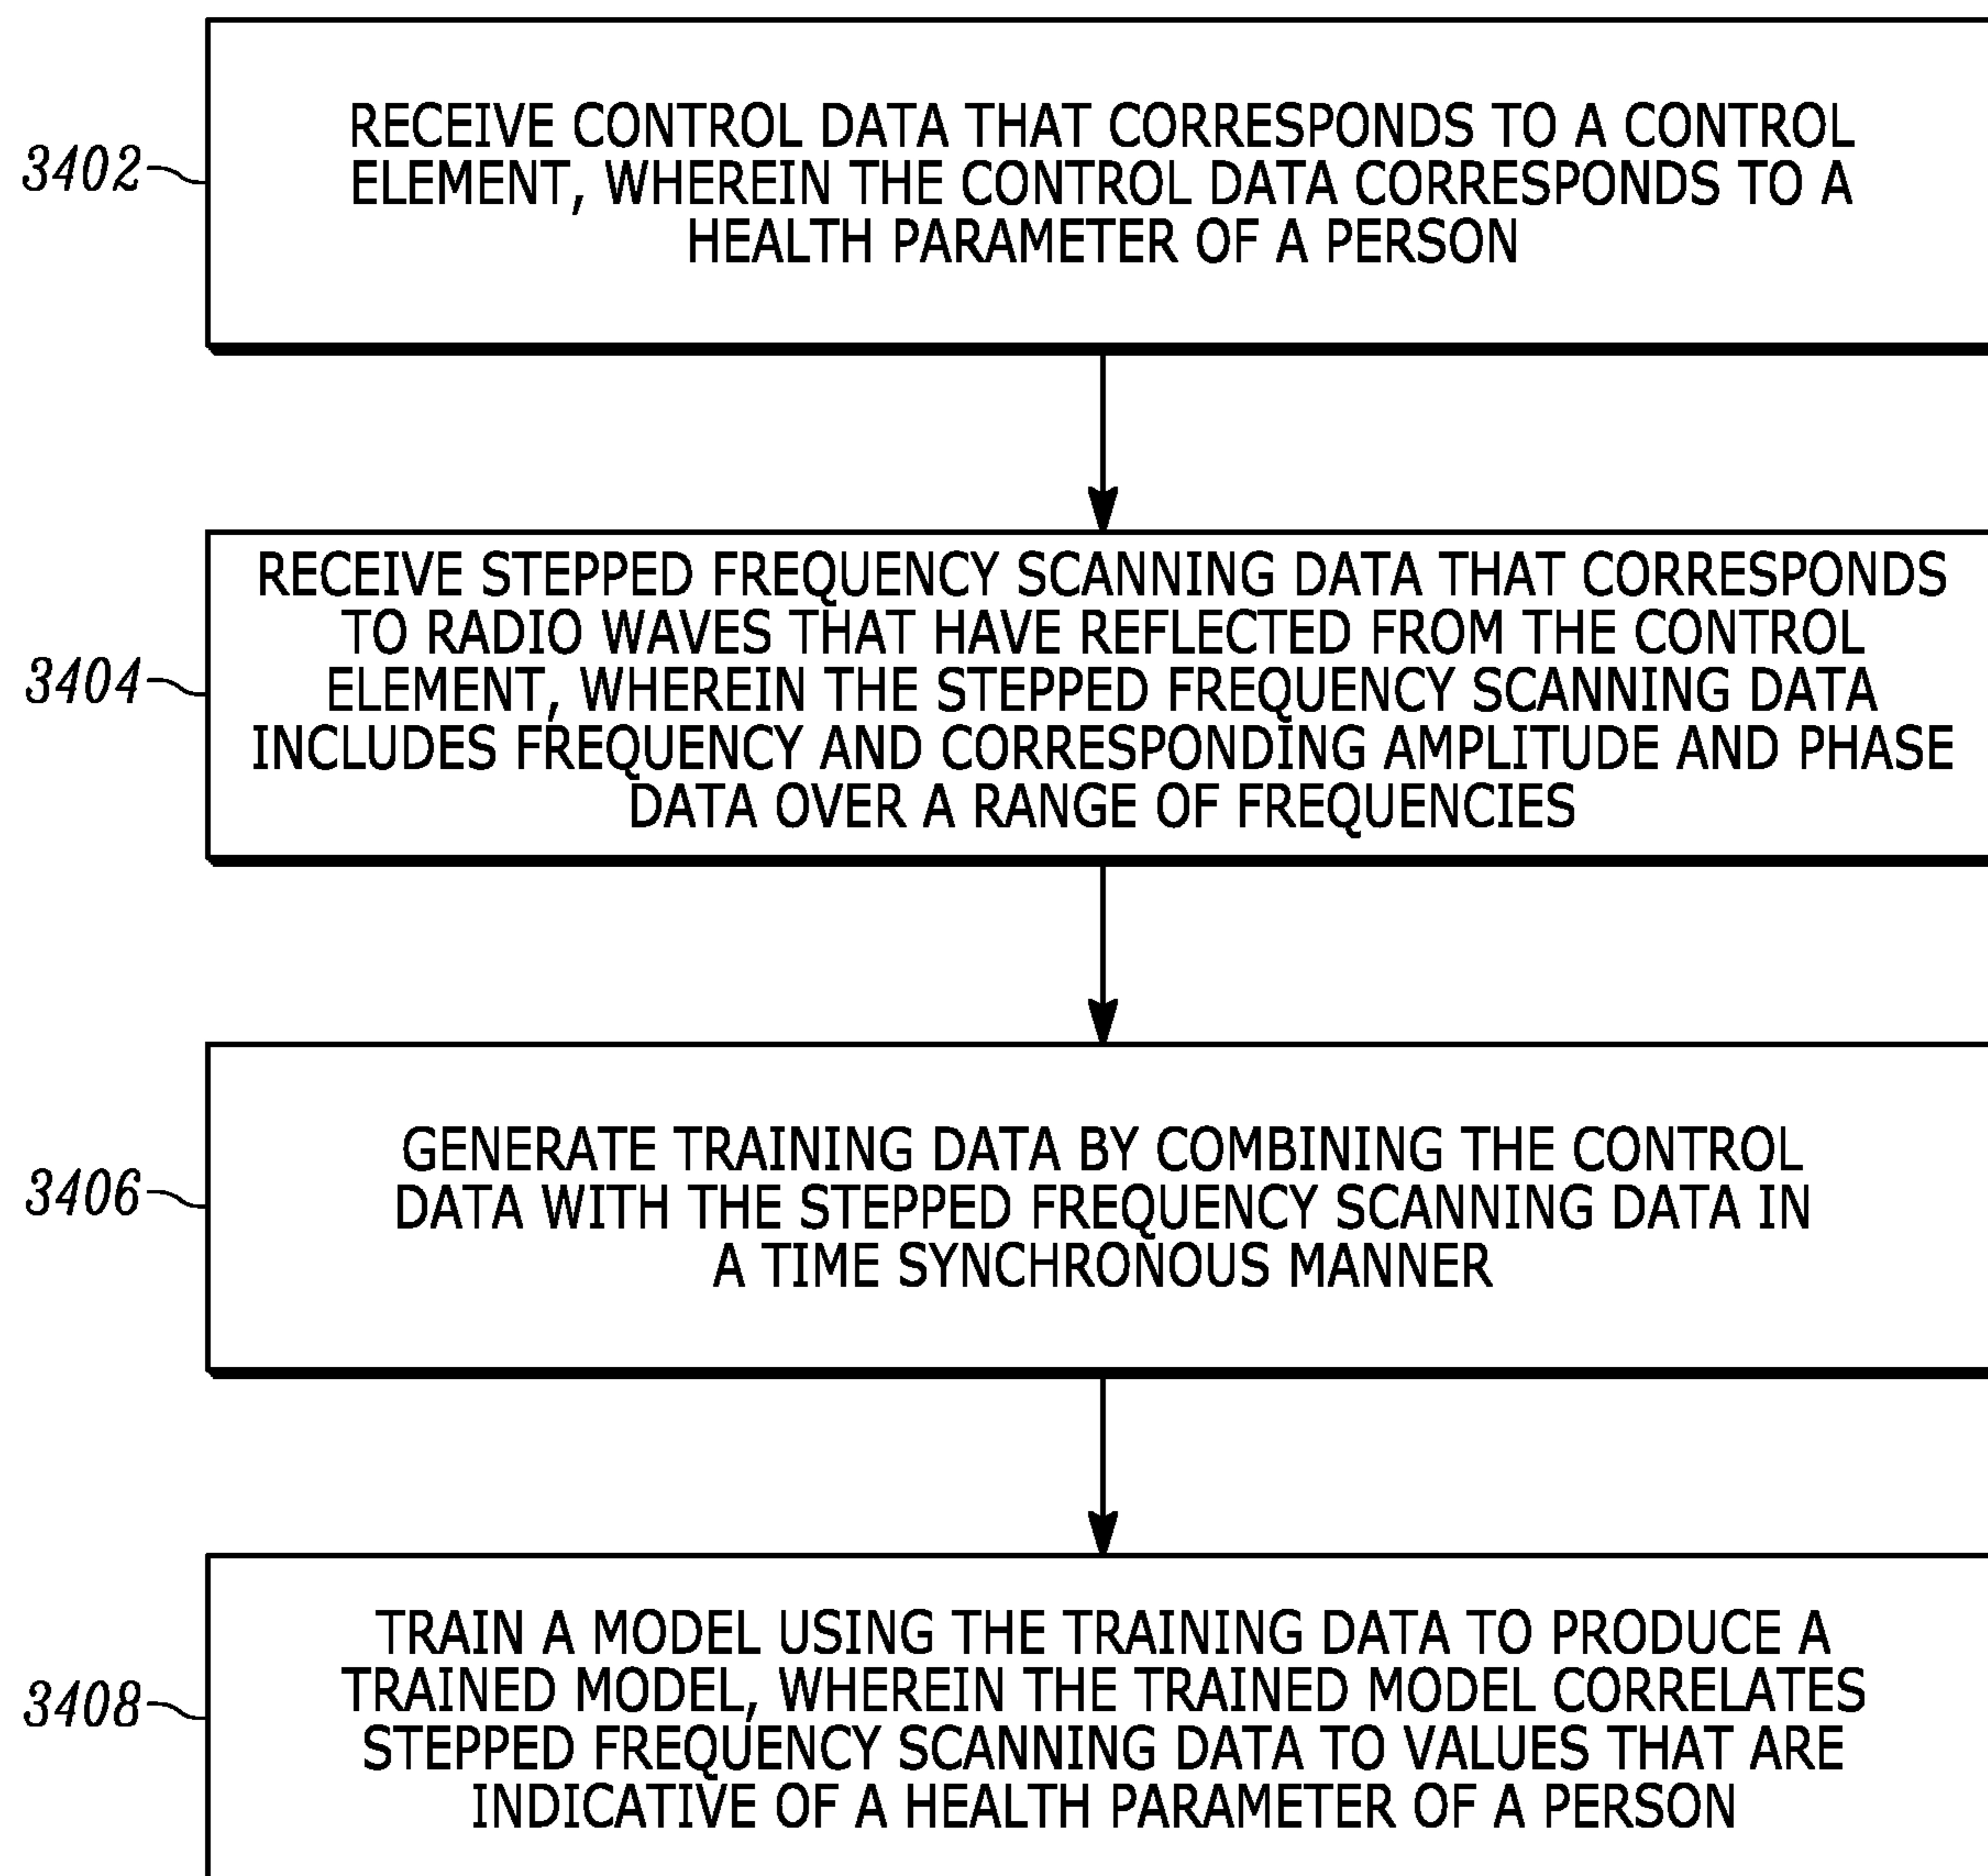 3402
RECEIVE CONTROL DATA THAT CORRESPONDS TO A CONTROL
ELEMENT, WHEREIN THE CONTROL DATA CORRESPONDS TO A
HEALTH PARAMETER OF A PERSON
3404
RECEIVE STEPPED FREQUENCY SCANNING DATA THAT CORRESPONDS
TO RADIO WAVES THAT HAVE REFLECTED FROM THE CONTROL
ELEMENT, WHEREIN THE STEPPED FREQUENCY SCANNING DATA
INCLUDES FREQUENCY AND CORRESPONDING AMPLITUDE AND PHASE
DATA OVER A RANGE OF FREQUENCIES
3406
GENERATE TRAINING DATA BY COMBINING THE CONTROL
DATA WITH THE STEPPED FREQUENCY SCANNING DATA IN
A TIME SYNCHRONOUS MANNER
3408
TRAIN A MODEL USING THE TRAINING DATA TO PRODUCE A
TRAINED MODEL, WHEREIN THE TRAINED MODEL CORRELATES
STEPPED FREQUENCY SCANNING DATA TO VALUES THAT ARE
INDICATIVE OF A HEALTH PARAMETER OF A PERSON